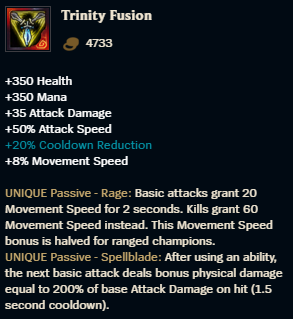 Trinity Fusion
4733
+350 Health
+350 Mana
+35 Attack Damage
+50% Attack Speed
+20% Cooldown Reduction
+8% Movement Speed
UNIQUE Passive - Rage: Basic attacks grant 20
Movement Speed for 2 seconds. Kills grant 60
Movement Speed instead. This Movement Speed
bonus is halved for ranged champions.
UNIQUE Passive - Spellblade: After using an ability,
the next basic attack deals bonus physical damage
equal to 200% of base Attack Damage on hit (1.5
second cooldown).